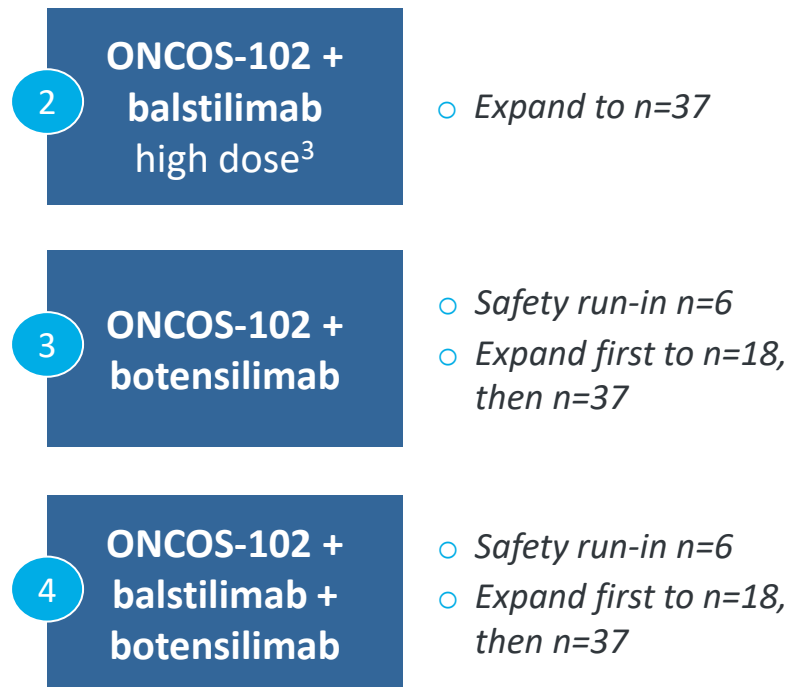 2
ONCOS-102 +
balstilimab
high dose³
○ Expand to n=37
3
ONCOS-102 +
botensilimab
○ Safety run-in n=6
○ Expand first to n=18,
then n=37
4
ONCOS-102 +
balstilimab +
botensilimab
○ Safety run-in n=6
○ Expand first to n=18,
then n=37